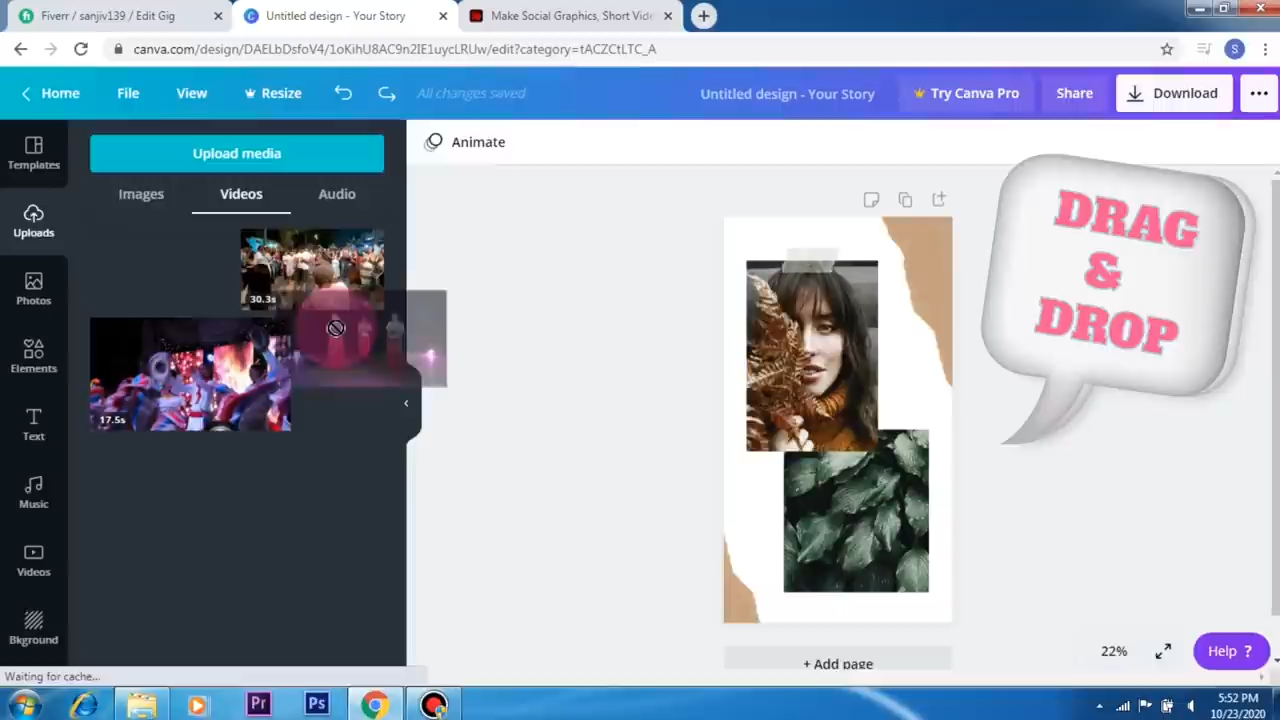 Fiverr / sanjiv139 / Edit Gig
Untitled design - Your Story
Make Social Graphics, Short Vide
canva.com/design/DAELbDsfoV4/1oKihU8AC9n2IE1uycLRUw/edit?category=tACZCtLTC_A
S
Home
File
View
Resize
All changes saved
Untitled design - Your Story
Try Canva Pro
Share
Download
Templates
Uploads
Photos
Elements
Text
Music
Videos
Bkground
Upload media
Images
Videos
Audio
30.3s
17.5s
Animate
DRAG
&
DROP
+ Add page
22%
Help ?
Waiting for cache...
Pr
Ps
5:52 PM
10/23/2020